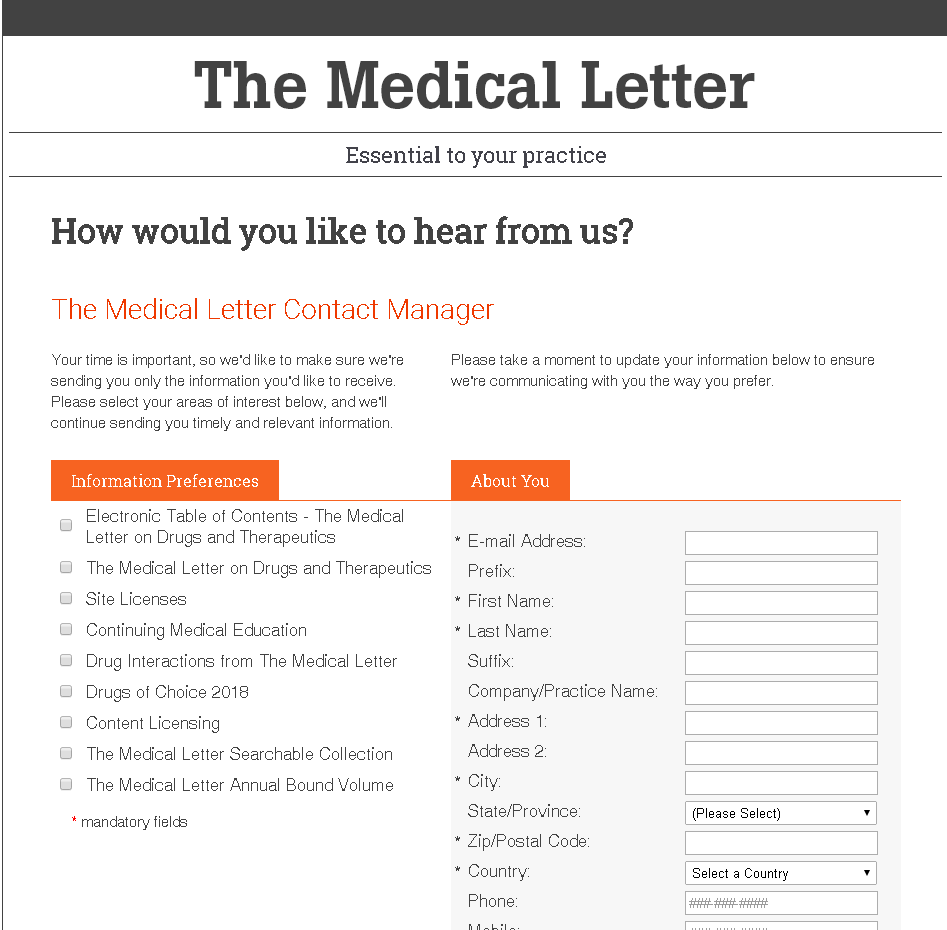 The Medical Letter
Essential to your practice
How would you like to hear from us?
The Medical Letter Contact Manager
Your time is important, so we'd like to make sure we're
sending you only the information you'd like to receive.
Please select your areas of interest below, and we'll
continue sending you timely and relevant information.
Please take a moment to update your information below to ensure
we're communicating with you the way you prefer.
Information Preferences
Electronic Table of Contents - The Medical
Letter on Drugs and Therapeutics
The Medical Letter on Drugs and Therapeutics
Site Licenses
Continuing Medical Education
Drug Interactions from The Medical Letter
Drugs of Choice 2018
Content Licensing
The Medical Letter Searchable Collection
The Medical Letter Annual Bound Volume
* mandatory fields
About You
* E-mail Address:
Prefix:
* First Name:
* Last Name:
Suffix:
Company/Practice Name:
* Address 1:
Address 2:
* City:
State/Province: (Please Select)
* Zip/Postal Code:
* Country: Select a Country
Phone: ###-###-####
Mobile: ###-###-####